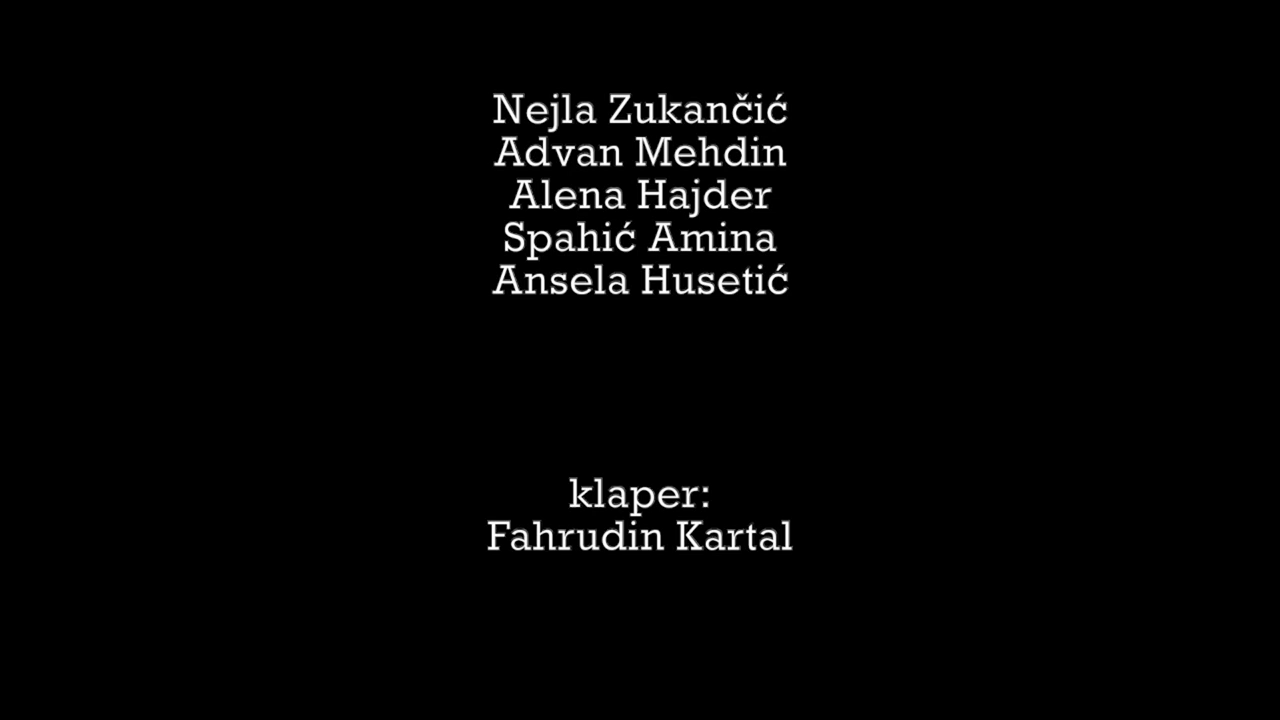 Nejla Zukančić
Advan Mehdin
Alena Hajder
Spahić Amina
Ansela Husetić
klaper:
Fahrudin Kartal